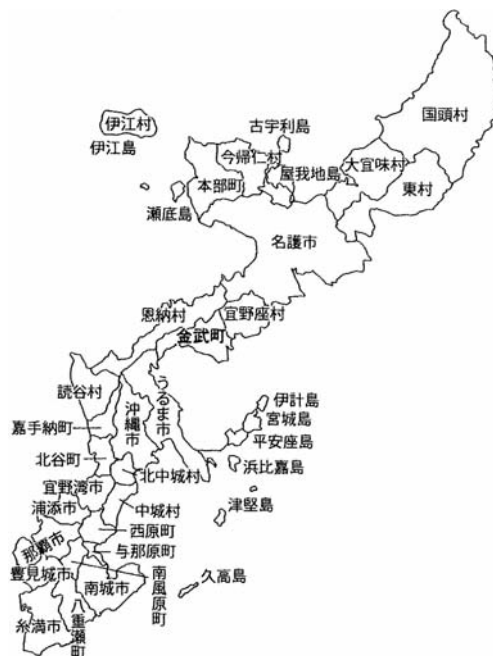 国頭村
伊江村
伊江島
古宇利島
今帰仁村
屋我地島
大宜味村
本部町
東村
瀬底島
名護市
恩納村
宜野座村
金武町
読谷村
うるま市
沖縄市
伊計島
宮城島
嘉手納町
平安座島
北谷町
北中城村
浜比嘉島
宜野湾市
中城村
津堅島
浦添市
西原町
那覇市
与那原町
豊見城市
南風原町
南城市
久高島
糸満市
八重瀬町